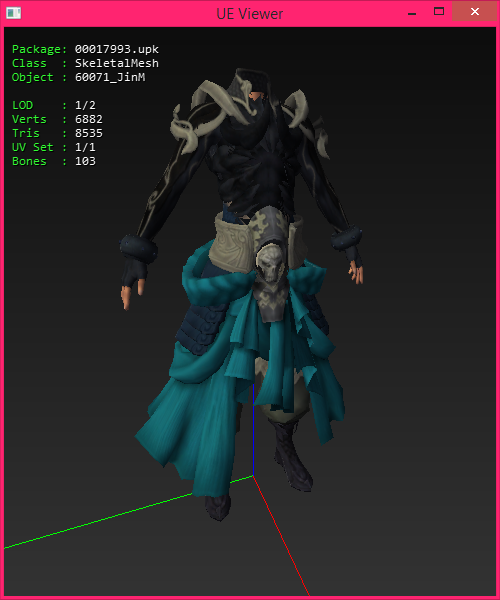 UE Viewer
Package: 00017993.upk
Class : SkeletalMesh
Object : 60071_JinM
LOD : 1/2
Verts : 6882
Tris : 8535
UV Set : 1/1
Bones : 103